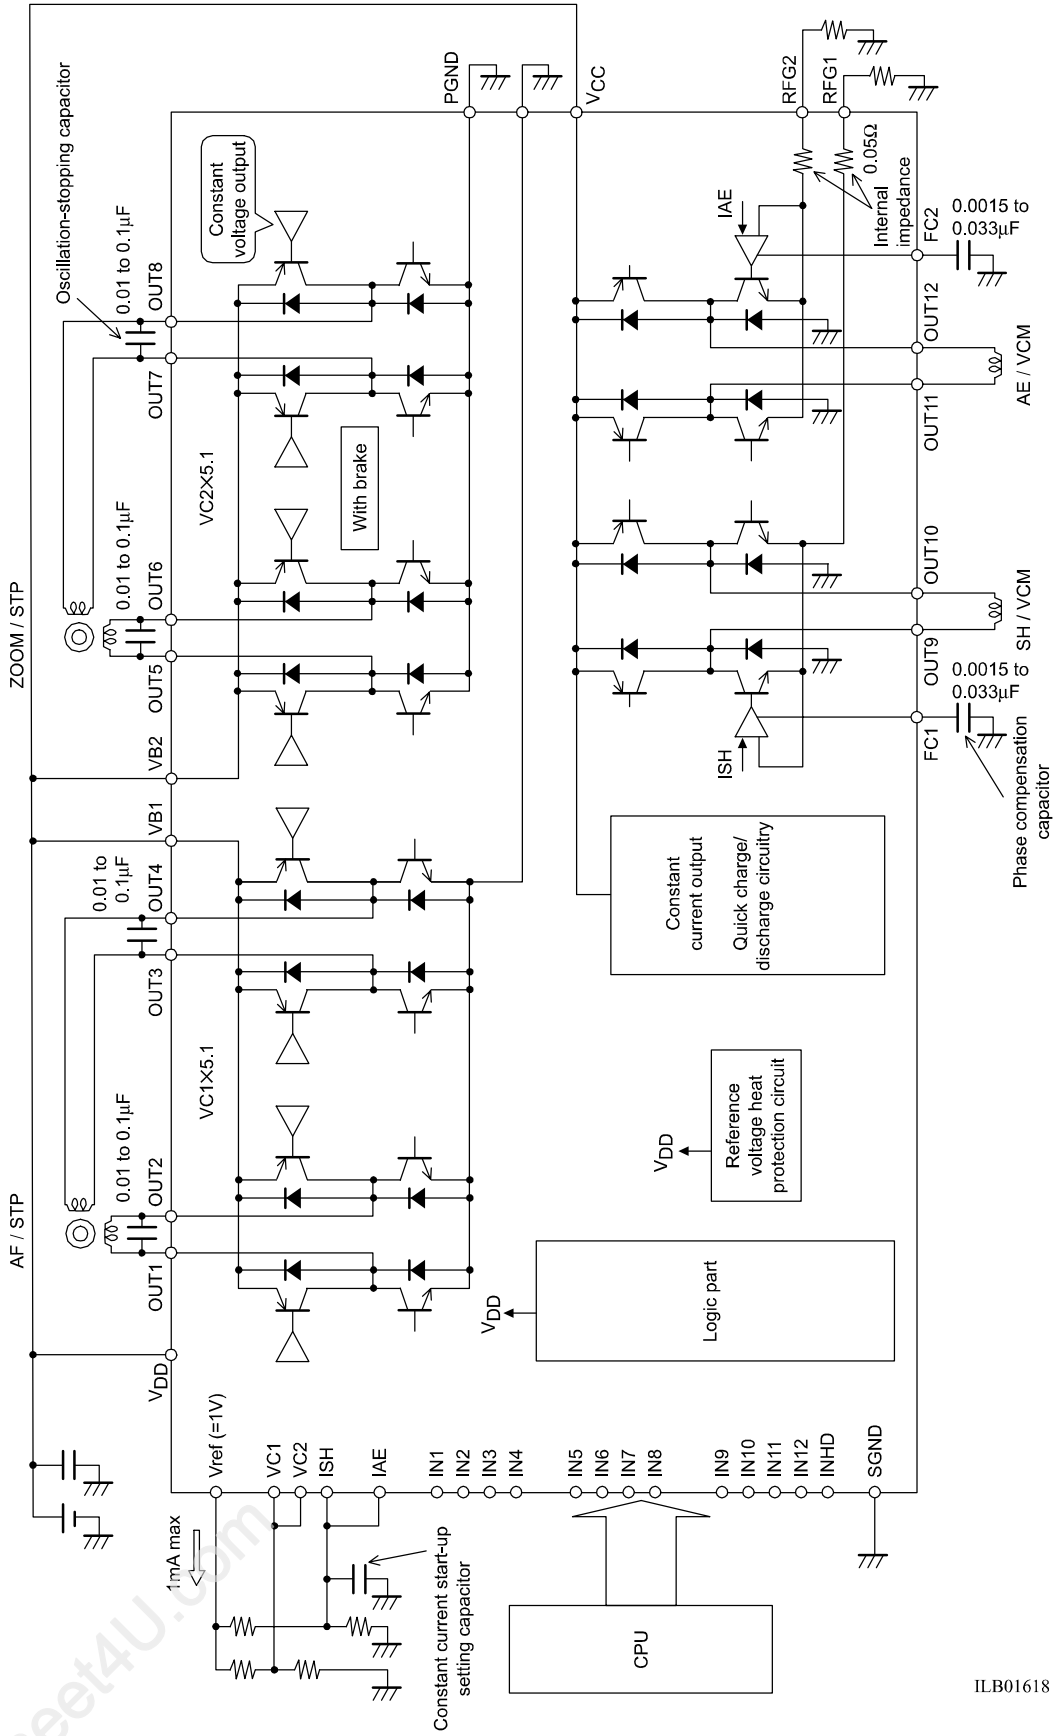 ZOOM / STP
AF / STP
Oscillation-stopping capacitor
0.01 to 0.1μF
0.01 to 0.1μF
0.01 to
0.1μF
0.01 to 0.1μF
OUT8
OUT7
OUT6
OUT5
VB2
VB1
OUT4
OUT3
OUT2
OUT1
VDD
Constant
voltage output
VC2X5.1
With brake
VC1X5.1
PGND
VCC
RFG2
RFG1
0.05Ω
Internal
impedance
IAE
FC2
0.0015 to
0.033μF
OUT12
OUT11
AE / VCM
OUT10
OUT9
SH / VCM
ISH
FC1
0.0015 to
0.033μF
Phase compensation
capacitor
Constant
current output
Quick charge/
discharge circuitry
VDD
Reference
voltage heat
protection circuit
VDD
Logic part
Vref (=1V)
VC1
VC2
ISH
IAE
IN1
IN2
IN3
IN4
IN5
IN6
IN7
IN8
IN9
IN10
IN11
IN12
INHD
SGND
1mA max
Constant current start-up
setting capacitor
CPU
ILB01618
eet4U.com